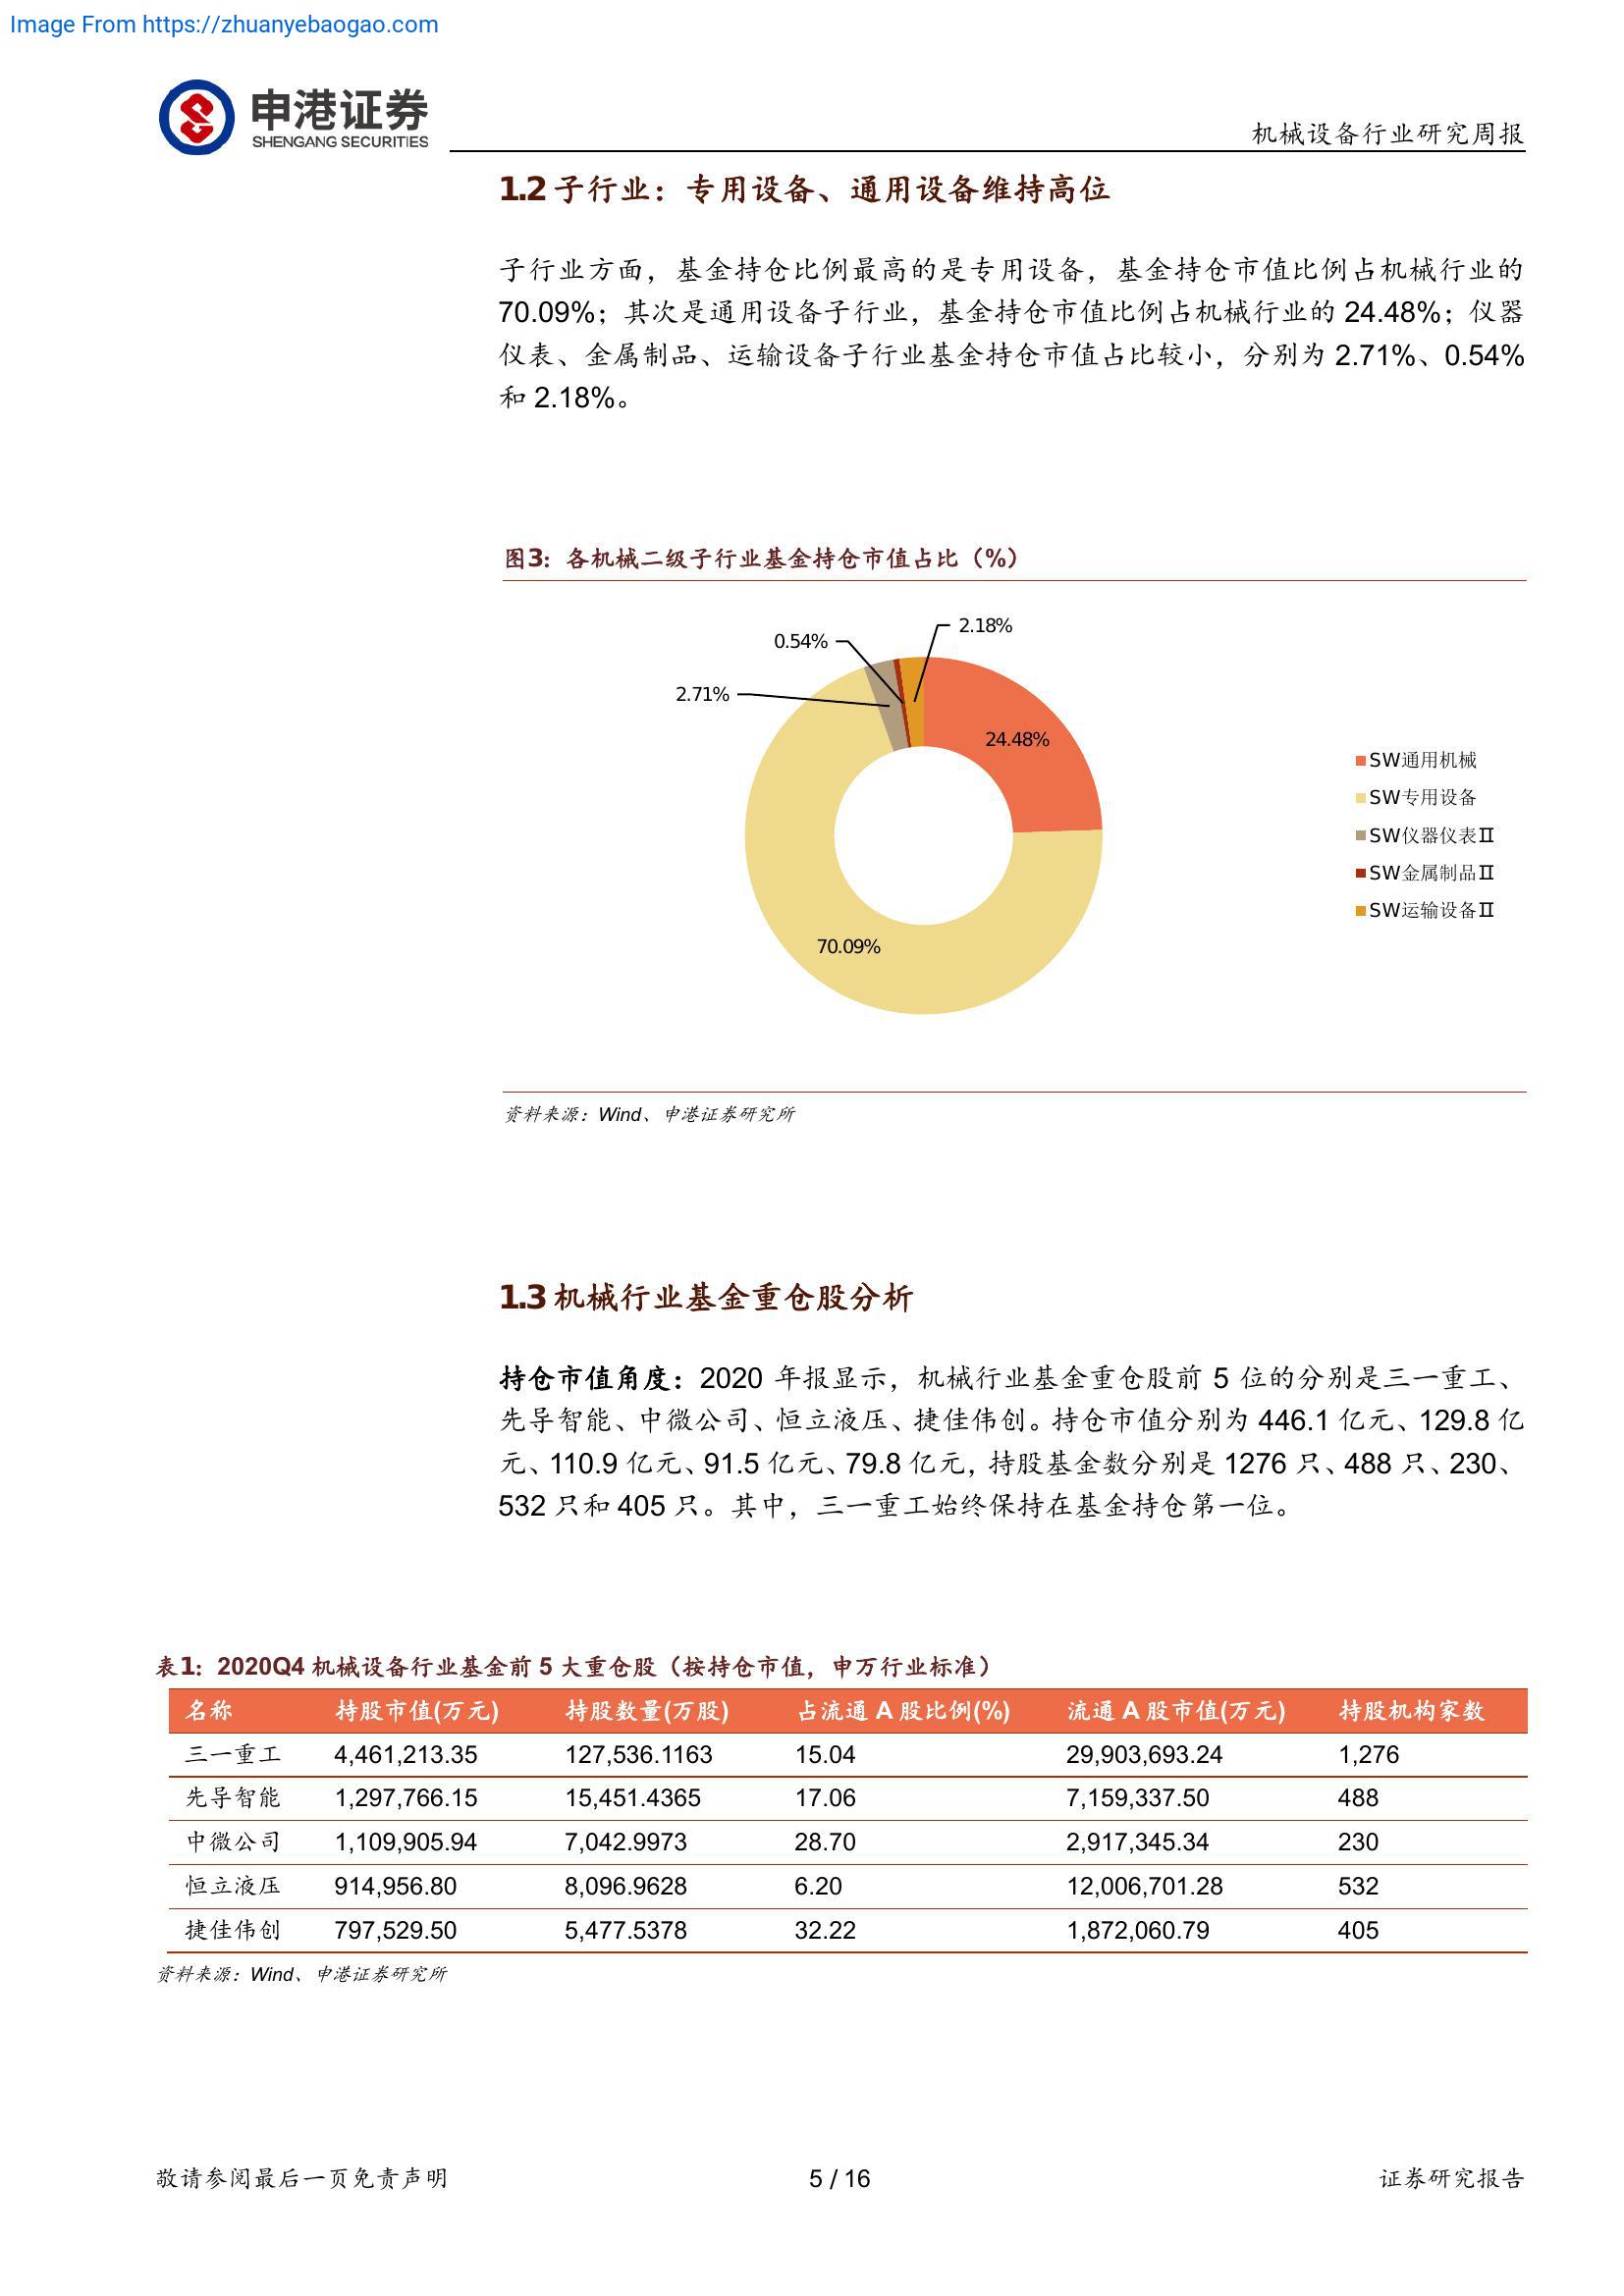 Image From https://zhuanyebaogao.com
申港证券
SHENGANG SECURITIES
机械设备行业研究周报
1.2 子行业：专用设备、通用设备维持高位
子行业方面，基金持仓比例最高的是专用设备，基金持仓市值比例占机械行业的
70.09%；其次是通用设备子行业，基金持仓市值比例占机械行业的 24.48%；仪器
仪表、金属制品、运输设备子行业基金持仓市值占比较小，分别为 2.71%、0.54%
和 2.18%。
图3：各机械二级子行业基金持仓市值占比（%）
2.18%
0.54%
2.71%
24.48%
70.09%
SW通用机械
SW专用设备
SW仪器仪表Ⅱ
SW金属制品Ⅱ
SW运输设备Ⅱ
资料来源：Wind、申港证券研究所
1.3 机械行业基金重仓股分析
持仓市值角度：2020 年报显示，机械行业基金重仓股前 5 位的分别是三一重工、
先导智能、中微公司、恒立液压、捷佳伟创。持仓市值分别为 446.1 亿元、129.8 亿
元、110.9 亿元、91.5 亿元、79.8 亿元，持股基金数分别是 1276 只、488 只、230、
532 只和 405 只。其中，三一重工始终保持在基金持仓第一位。
表1：2020Q4 机械设备行业基金前 5 大重仓股（按持仓市值，申万行业标准）
名称 持股市值(万元) 持股数量(万股) 占流通 A 股比例(%) 流通 A 股市值(万元) 持股机构家数
三一重工 4,461,213.35 127,536.1163 15.04 29,903,693.24 1,276
先导智能 1,297,766.15 15,451.4365 17.06 7,159,337.50 488
中微公司 1,109,905.94 7,042.9973 28.70 2,917,345.34 230
恒立液压 914,956.80 8,096.9628 6.20 12,006,701.28 532
捷佳伟创 797,529.50 5,477.5378 32.22 1,872,060.79 405
资料来源：Wind、申港证券研究所
敬请参阅最后一页免责声明 5 / 16 证券研究报告